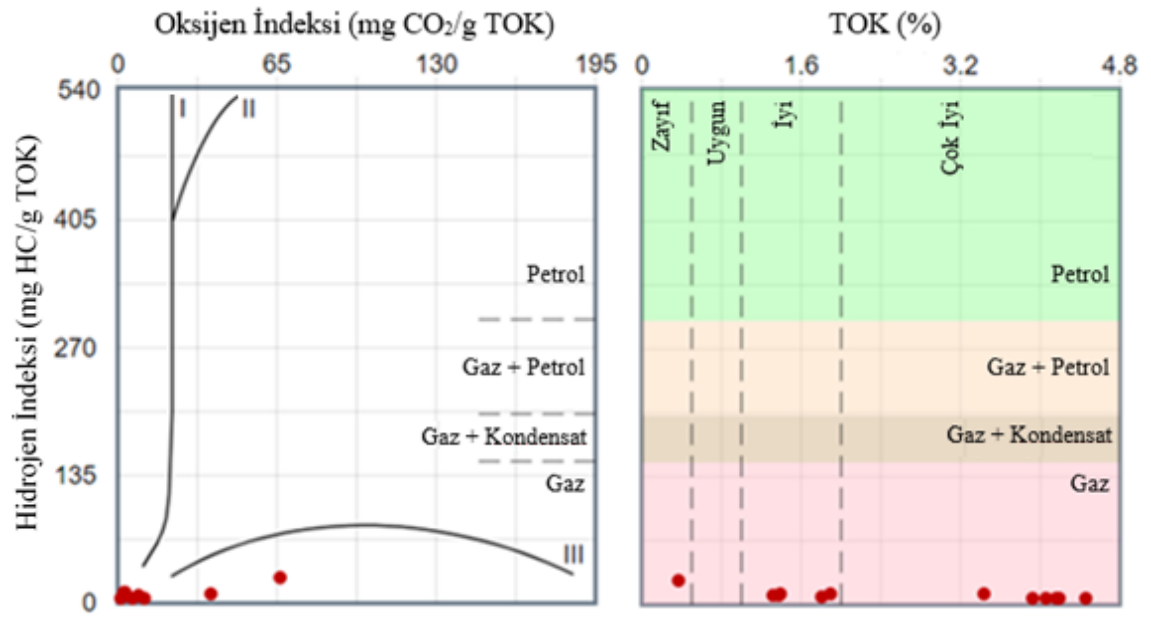 Oksijen İndeksi (mg CO₂/g TOK)
0 65 130 195
Hidrojen İndeksi (mg HC/g TOK)
540
405
270
135
0
I II
Petrol
Gaz + Petrol
Gaz + Kondensat
Gaz
III
TOK (%)
0 1.6 3.2 4.8
Zayıf
Uygun
İyi
Çok İyi
Petrol
Gaz + Petrol
Gaz + Kondensat
Gaz